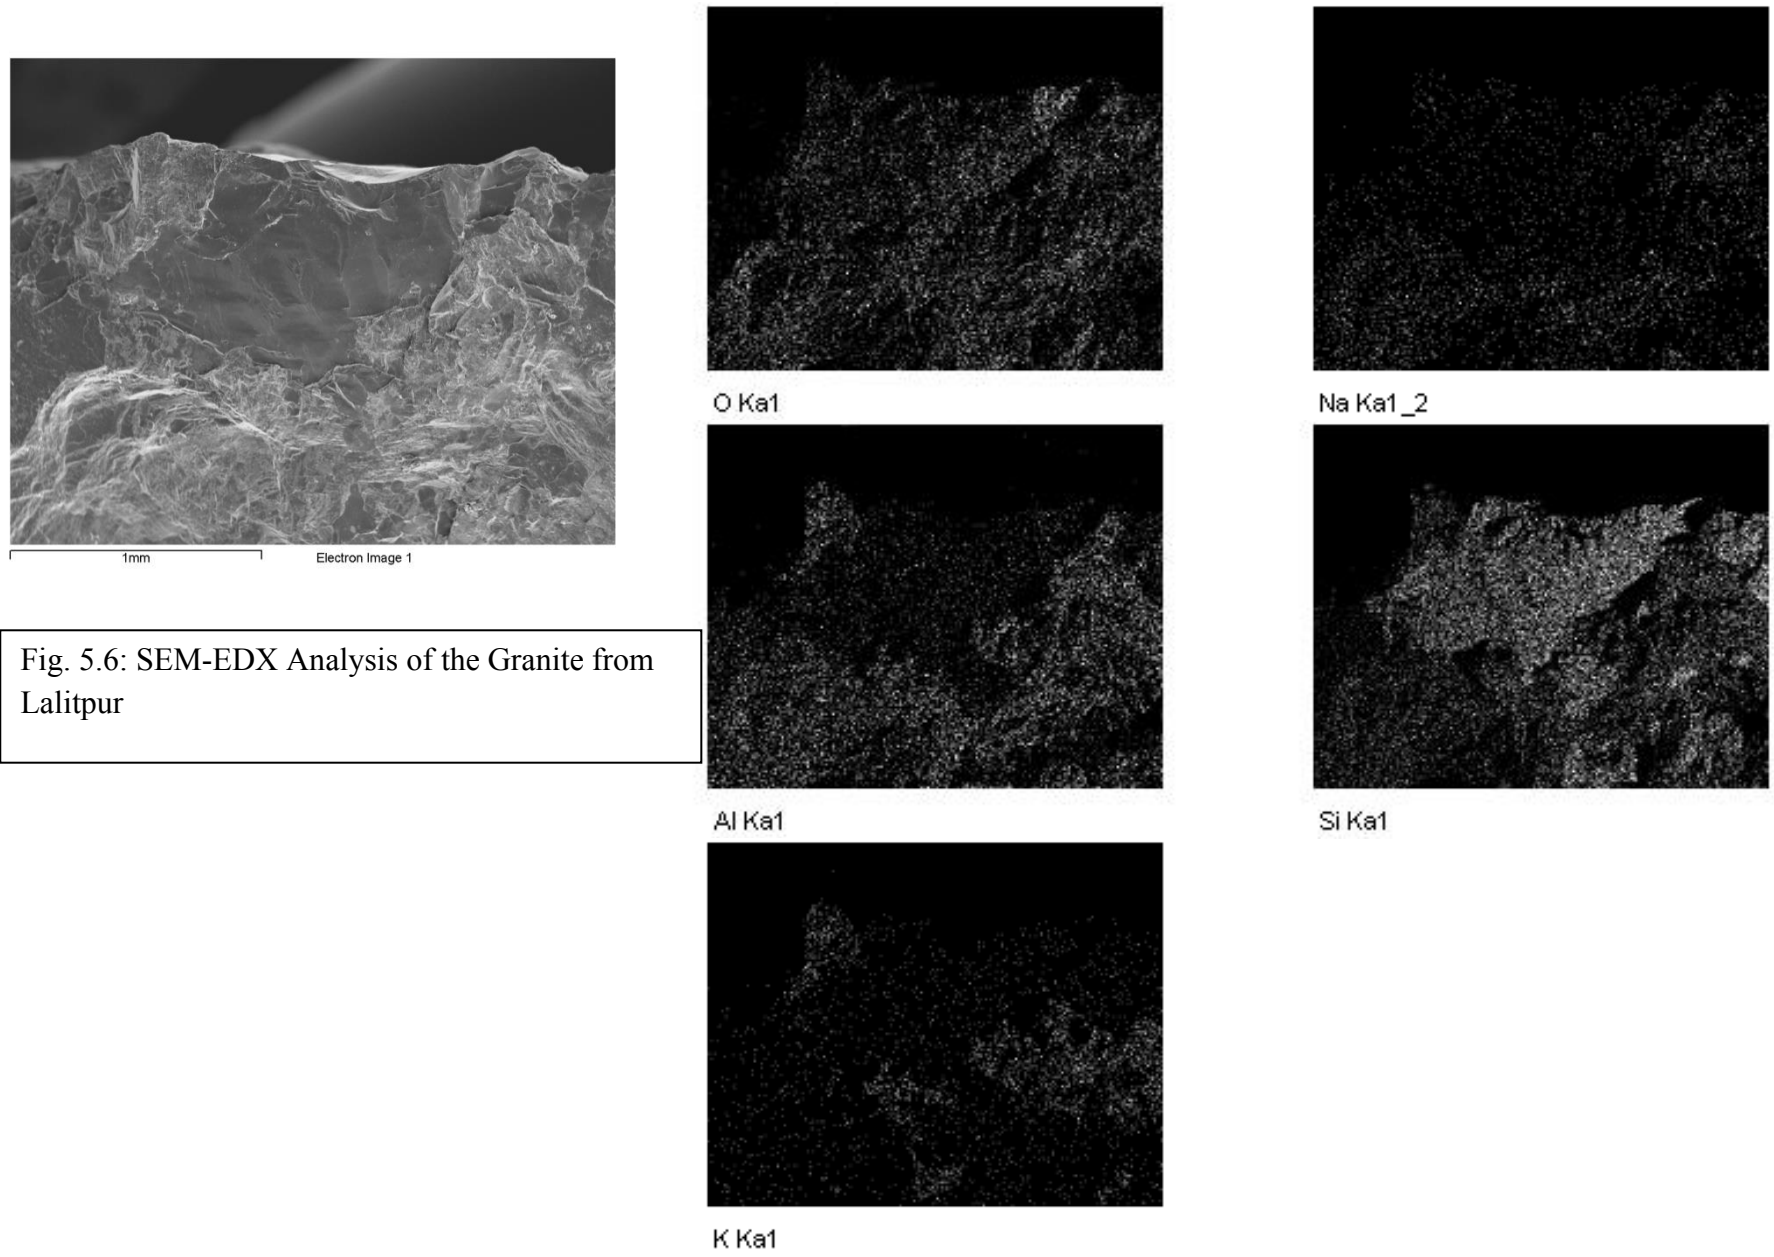 O Ka1
Na Ka1_2
1mm
Electron Image 1
Fig. 5.6: SEM-EDX Analysis of the Granite from
Lalitpur
Al Ka1
Si Ka1
K Ka1